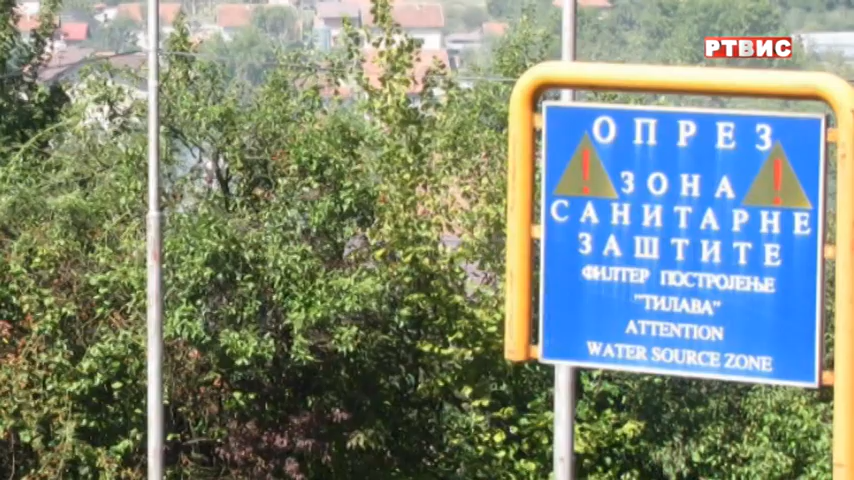 РТВИС
ОПРЕЗ
ЗОНА
САНИТАРНЕ
ЗАШТИТЕ
ФИЛТЕР ПОСТРОЈЕЊЕ
"ТИЛАВА"
ATTENTION
WATER SOURCE ZONE